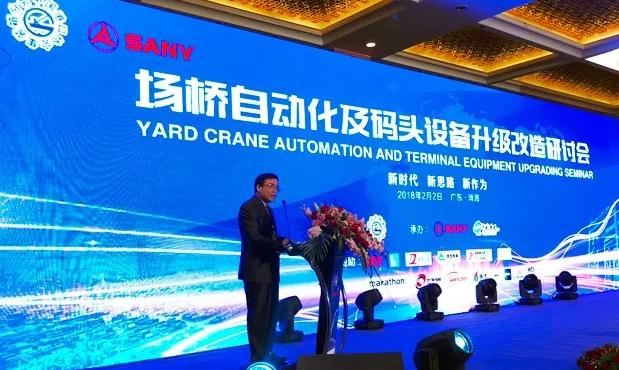 SANY
场桥自动化及码头设备升级改造研讨会
YARD CRANE AUTOMATION AND TERMINAL EQUIPMENT UPGRADING SEMINAR
新时代 新思路 新作为
2018年2月2日 广东·珠海
承办： SANY
makathon